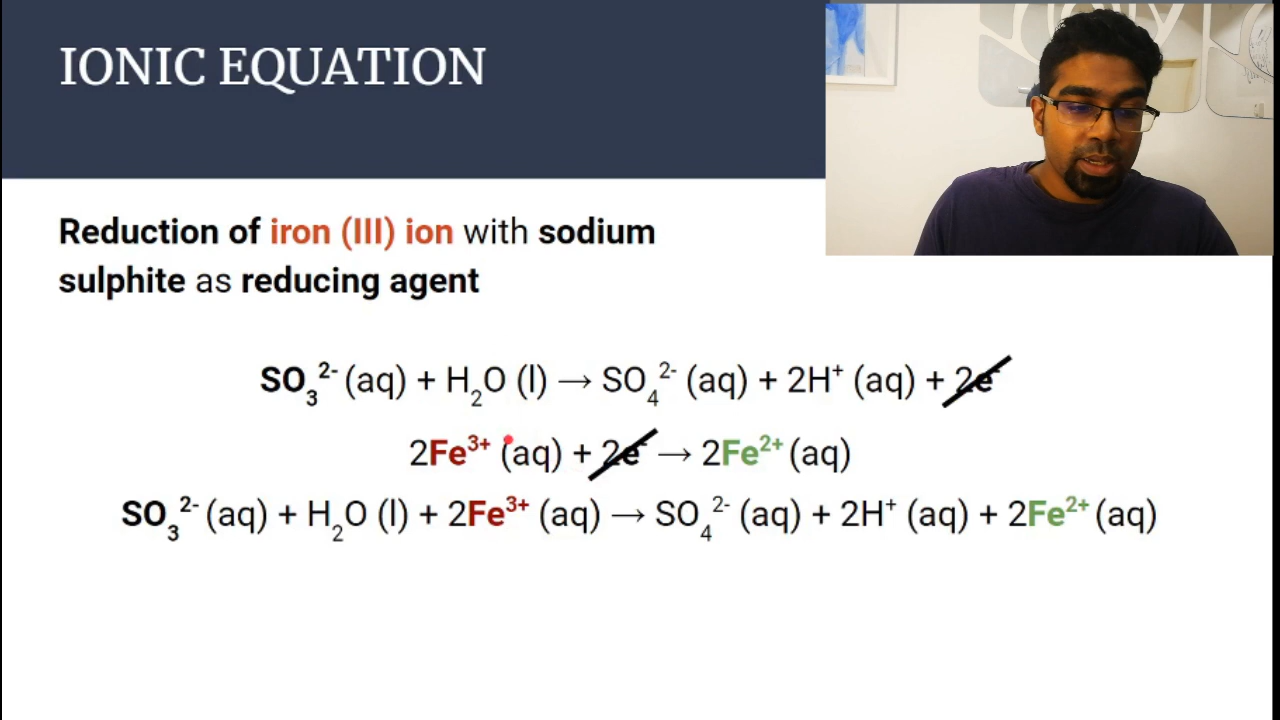 IONIC EQUATION
Reduction of iron (III) ion with sodium
sulphite as reducing agent
SO₃²⁻ (aq) + H₂O (l) → SO₄²⁻ (aq) + 2H⁺ (aq) + 2e⁻
2Fe³⁺ (aq) + 2e⁻ → 2Fe²⁺ (aq)
SO₃²⁻ (aq) + H₂O (l) + 2Fe³⁺ (aq) → SO₄²⁻ (aq) + 2H⁺ (aq) + 2Fe²⁺ (aq)